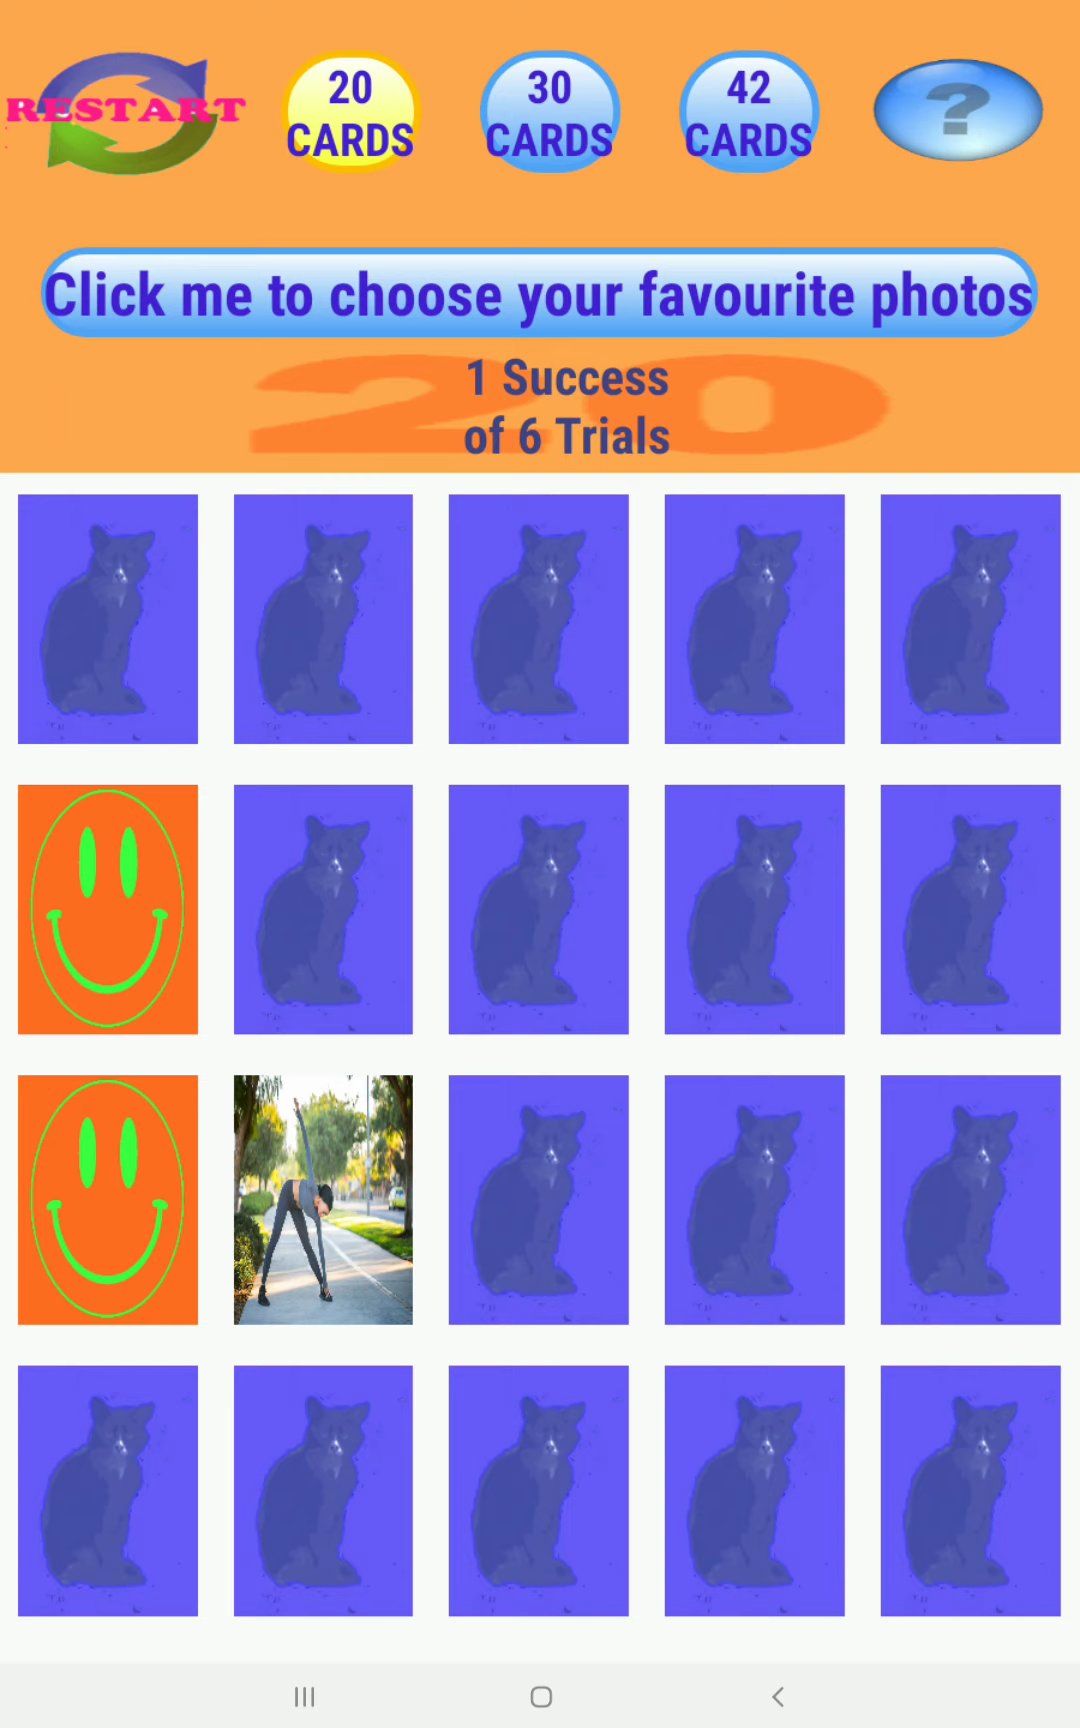 RESTART
20
CARDS
30
CARDS
42
CARDS
?
Click me to choose your favourite photos
20
1 Success
of 6 Trials